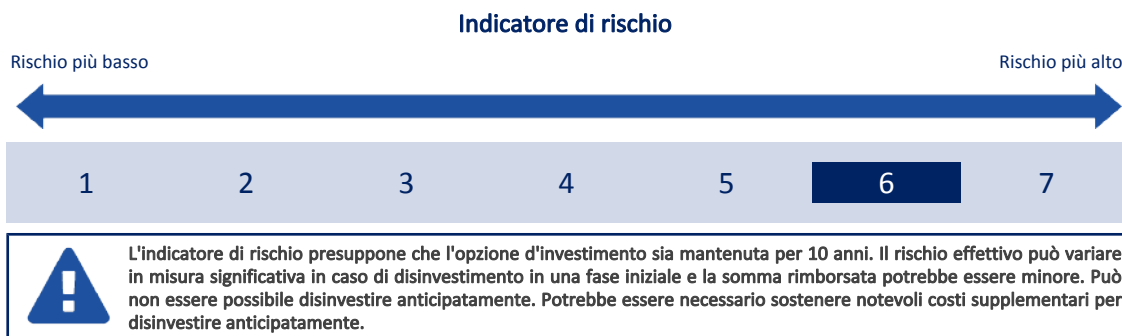 Indicatore di rischio
Rischio più basso
Rischio più alto
1 2 3 4 5 6 7
L'indicatore di rischio presuppone che l'opzione d'investimento sia mantenuta per 10 anni. Il rischio effettivo può variare
in misura significativa in caso di disinvestimento in una fase iniziale e la somma rimborsata potrebbe essere minore. Può
non essere possibile disinvestire anticipatamente. Potrebbe essere necessario sostenere notevoli costi supplementari per
disinvestire anticipatamente.